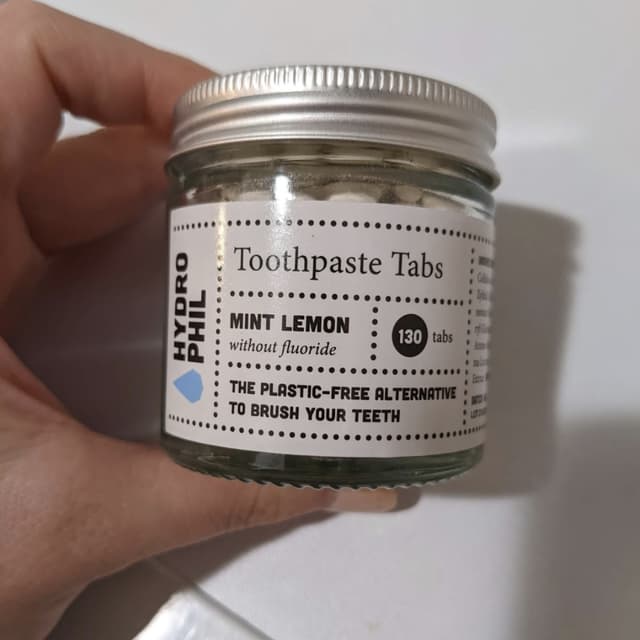 HYDRO
PHIL
Toothpaste Tabs
MINT LEMON
without fluoride
130 tabs
THE PLASTIC-FREE ALTERNATIVE
TO BRUSH YOUR TEETH